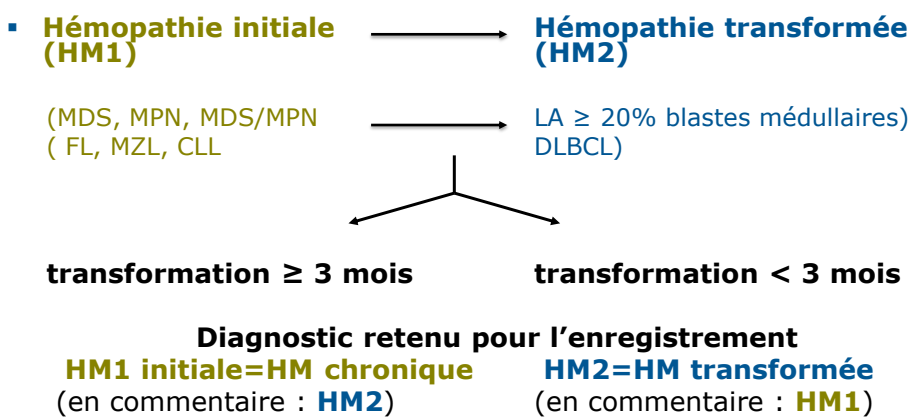 ▪ Hémopathie initiale
(HM1)
Hémopathie transformée
(HM2)
(MDS, MPN, MDS/MPN
( FL, MZL, CLL
LA ≥ 20% blastes médullaires)
DLBCL)
transformation ≥ 3 mois
transformation < 3 mois
Diagnostic retenu pour l’enregistrement
HM1 initiale=HM chronique
(en commentaire : HM2)
HM2=HM transformée
(en commentaire : HM1)